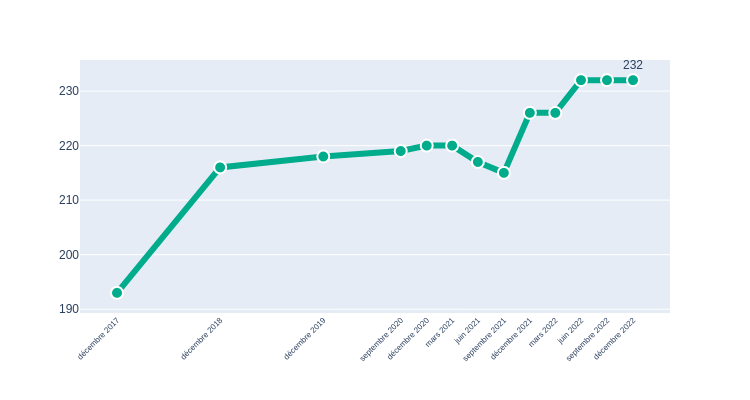 232
230
220
210
200
190
décembre 2017
décembre 2018
décembre 2019
septembre 2020
décembre 2020
mars 2021
juin 2021
septembre 2021
décembre 2021
mars 2022
juin 2022
septembre 2022
décembre 2022